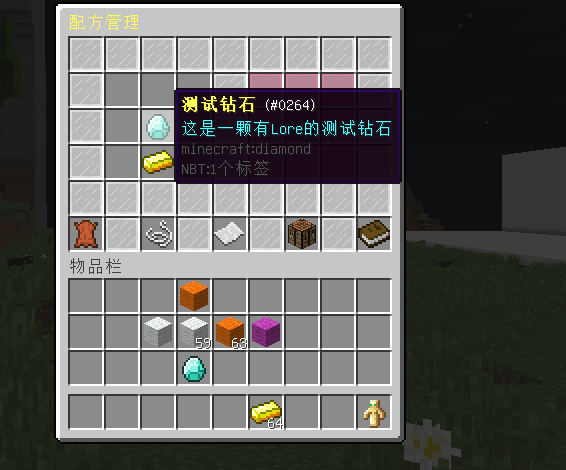 配方管理
测试钻石 (#0264)
这是一颗有Lore的测试钻石
minecraft:diamond
NBT:1个标签
物品栏
59
63
64